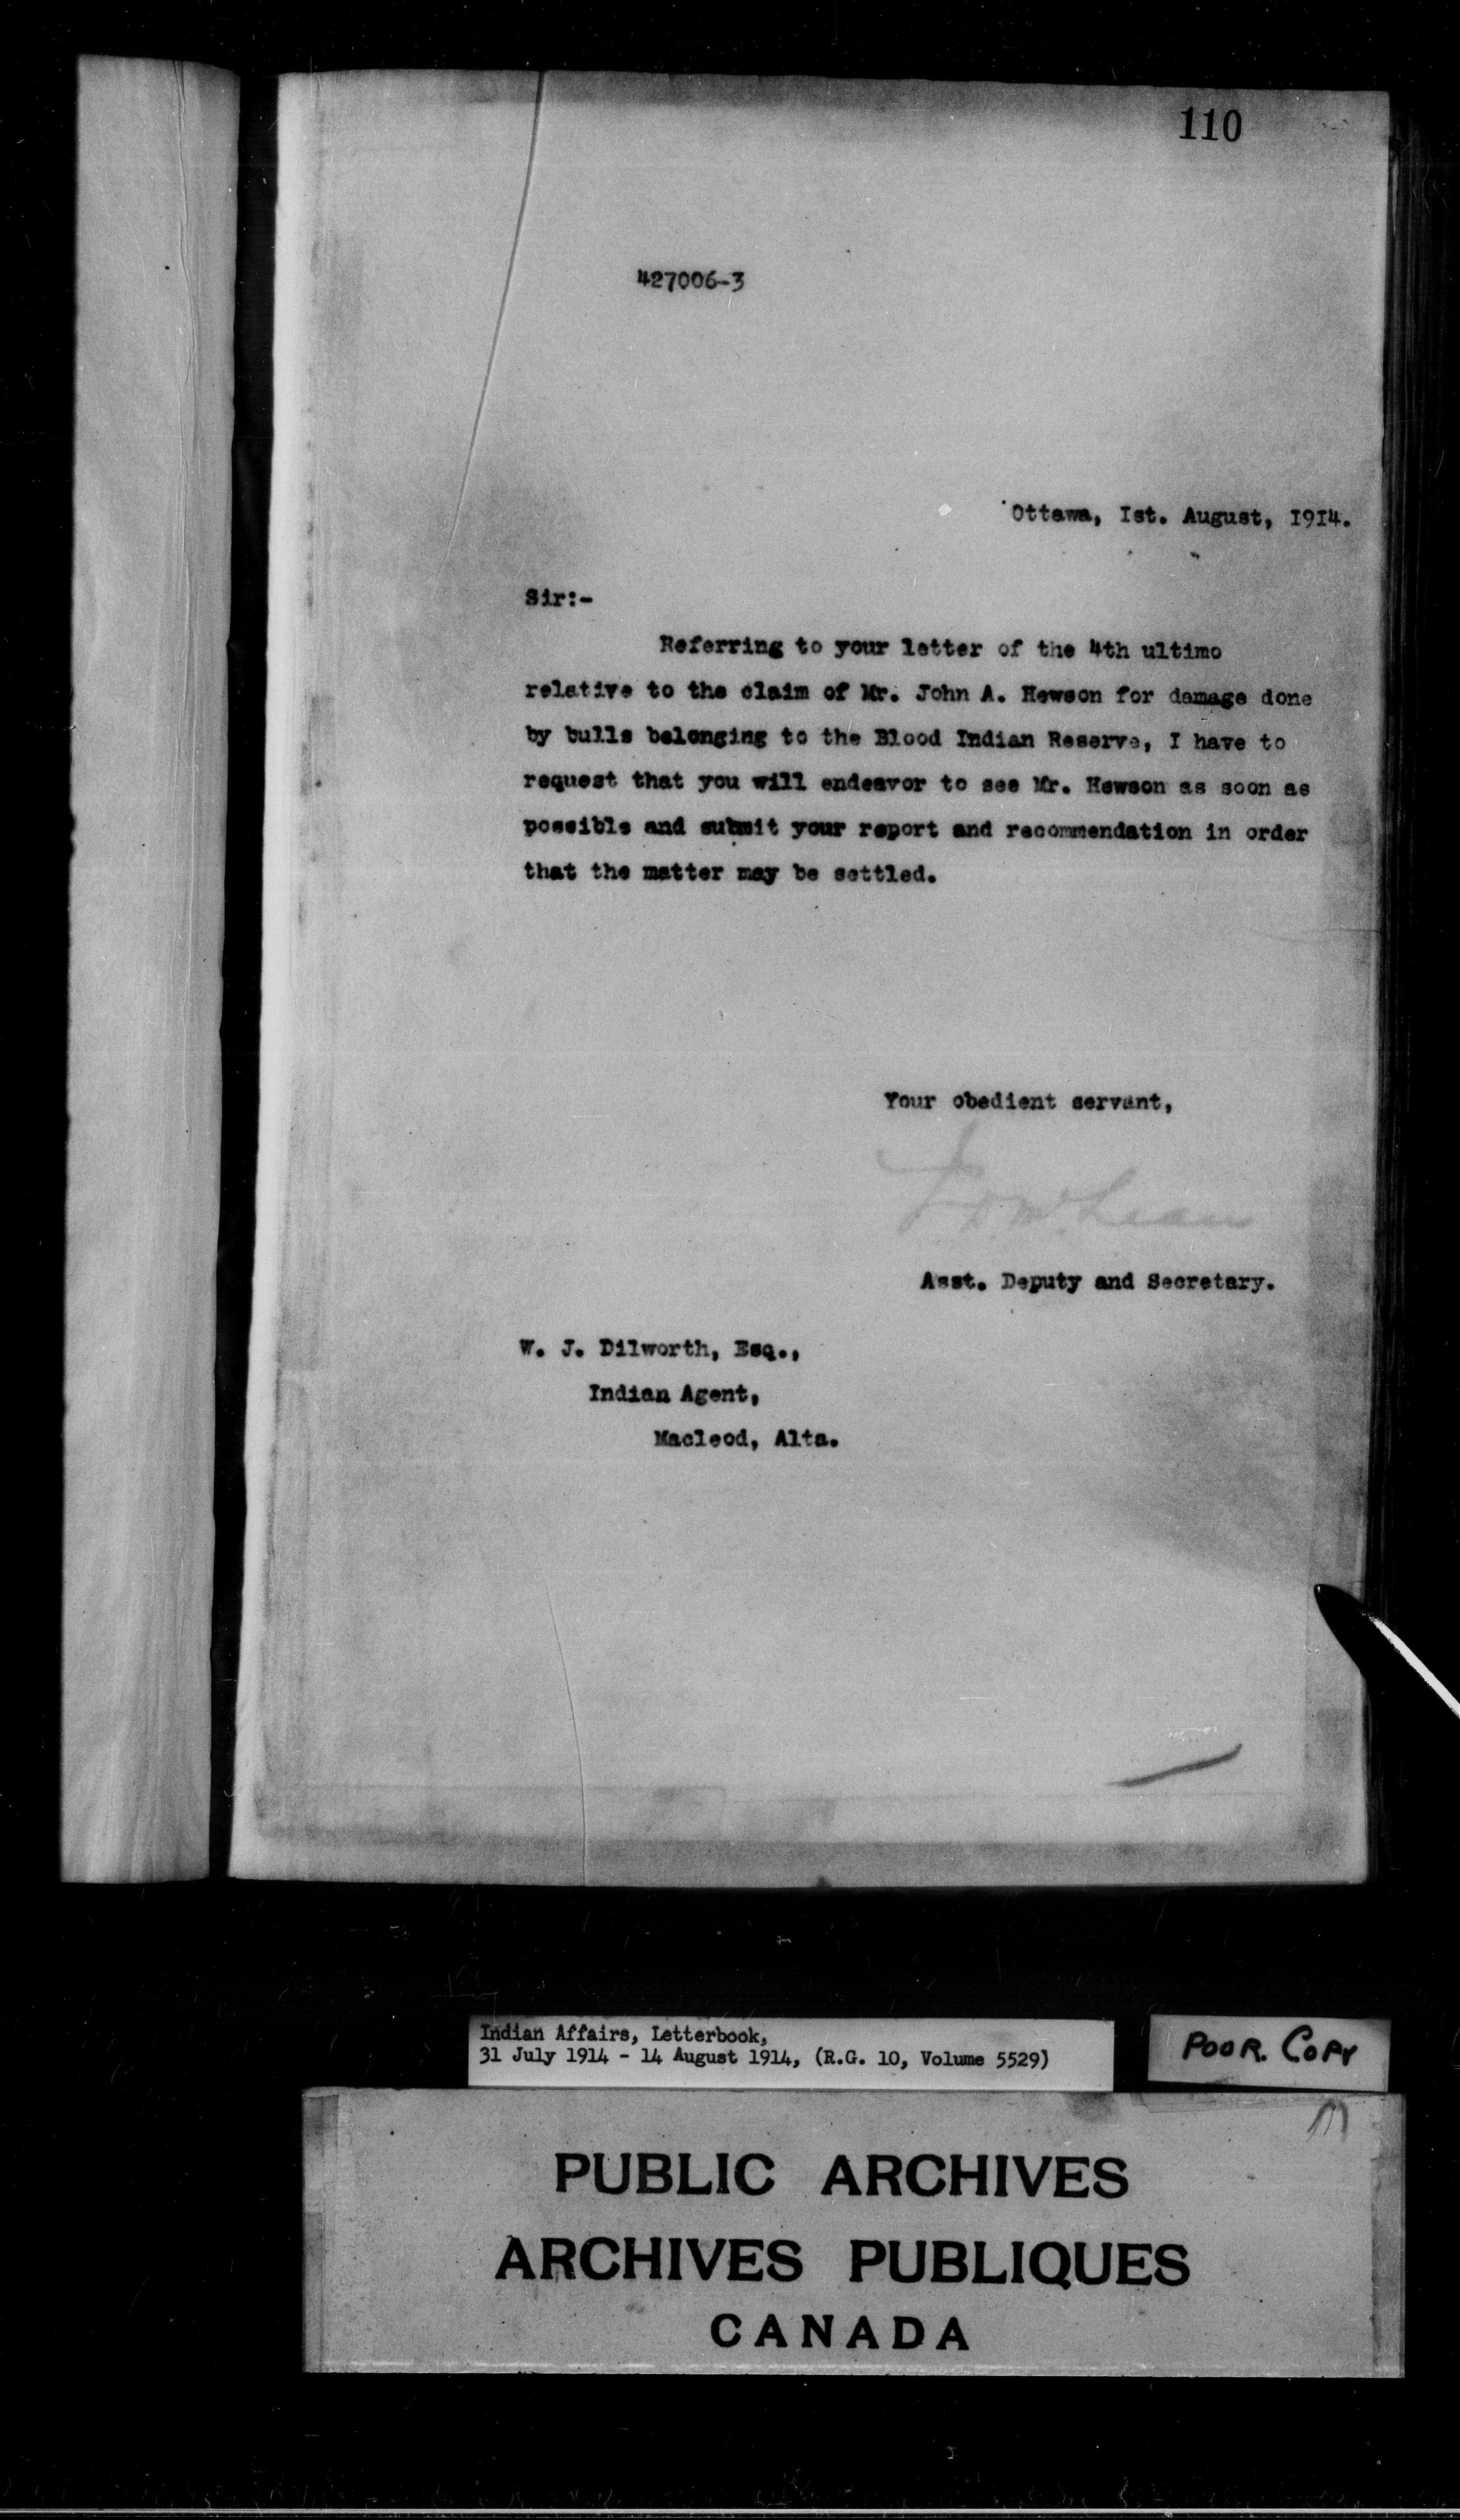 110
427006-3
Ottawa, Ist. August, I9I4.
Sir:-
Referring to your letter of the 4th ultimo
relative to the claim of Mr. John A. Hewson for damage done
by bulls belonging to the Blood Indian Reserve, I have to
request that you will endeavor to see Mr. Hewson as soon as
possible and submit your report and recommendation in order
that the matter may be settled.
Your obedient servant,
J D McLean
Asst. Deputy and Secretary.
W. J. Dilworth, Esq.,
Indian Agent,
Macleod, Alta.
Indian Affairs, Letterbook,
31 July 1914 - 14 August 1914, (R.G. 10, Volume 5529)
POOR. COPY
PUBLIC ARCHIVES
ARCHIVES PUBLIQUES
CANADA